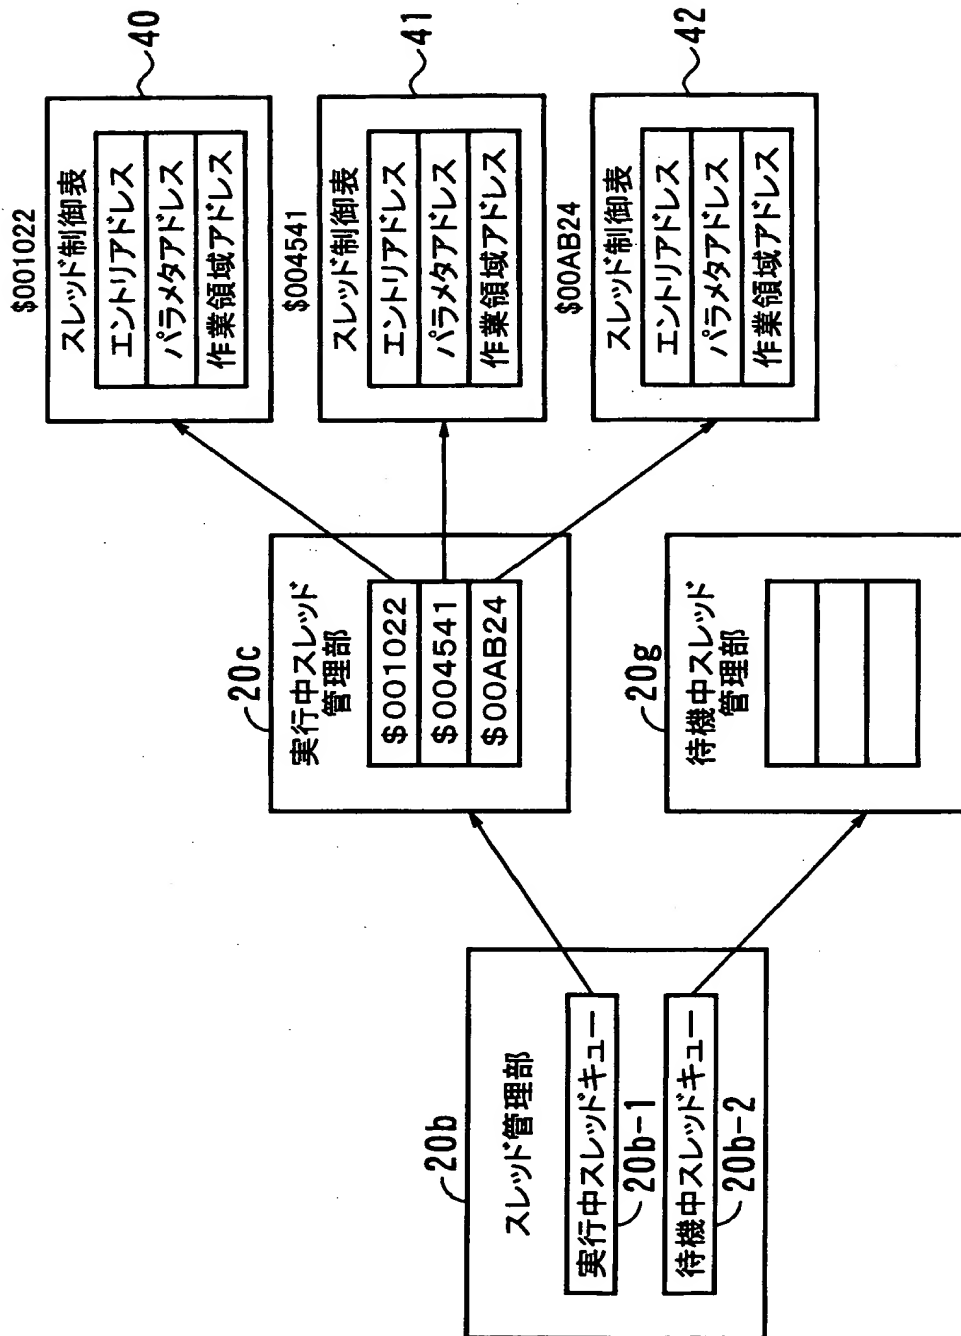 20b
スレッド管理部
実行中スレッドキュー
20b-1
待機中スレッドキュー
20b-2
20c
実行中スレッド
管理部
$001022
$004541
$00AB24
20g
待機中スレッド
管理部
$001022
スレッド制御表
エントリアドレス
パラメタアドレス
作業領域アドレス
40
$004541
スレッド制御表
エントリアドレス
パラメタアドレス
作業領域アドレス
41
$00AB24
スレッド制御表
エントリアドレス
パラメタアドレス
作業領域アドレス
42